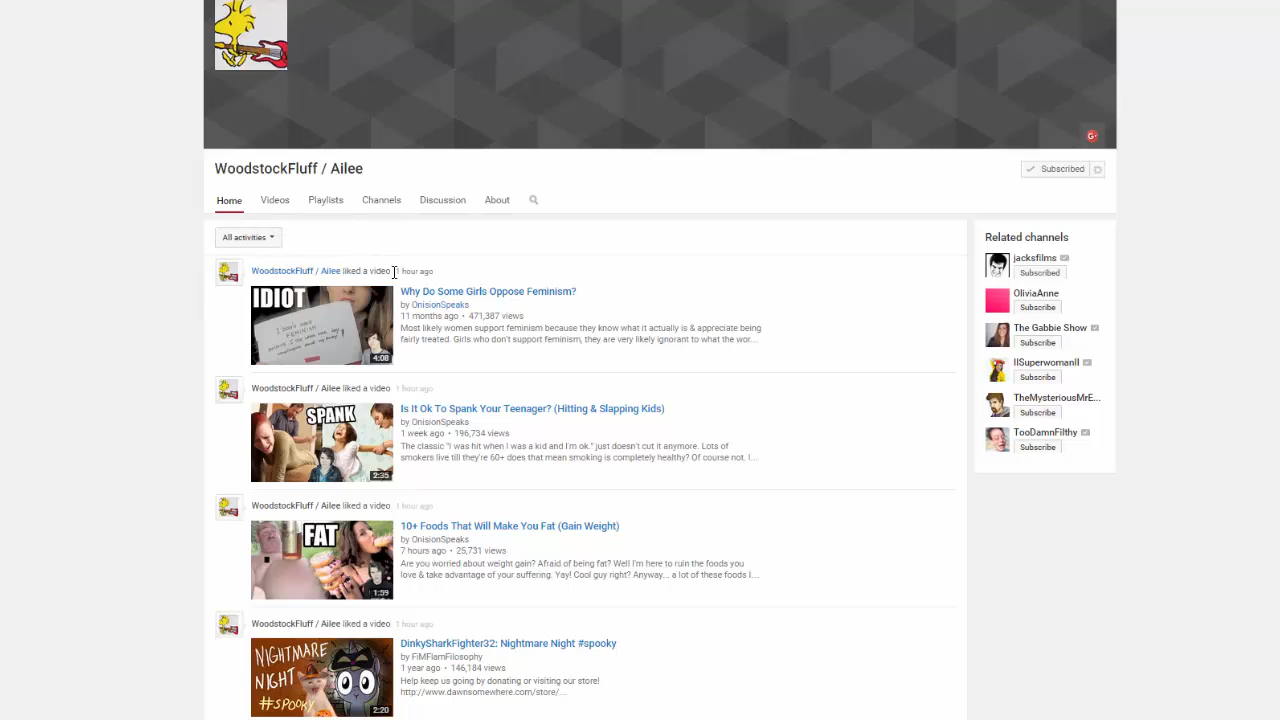 WoodstockFluff / Ailee
Subscribed
Home Videos Playlists Channels Discussion About
All activities
WoodstockFluff / Ailee liked a video 1 hour ago
IDIOT
4:08
Why Do Some Girls Oppose Feminism?
by OnisionSpeaks
11 months ago • 471,387 views
Most likely women support feminism because they know what it actually is & appreciate being
fairly treated. Girls who don't support feminism, they are very likely ignorant to what the wor...
WoodstockFluff / Ailee liked a video 1 hour ago
SPANK
2:35
Is It Ok To Spank Your Teenager? (Hitting & Slapping Kids)
by OnisionSpeaks
1 week ago • 196,734 views
The classic "I was hit when I was a kid and I'm ok." just doesn't cut it anymore. Lots of
smokers live till they're 60+ does that mean smoking is completely healthy? Of course not. I...
WoodstockFluff / Ailee liked a video 1 hour ago
FAT
1:59
10+ Foods That Will Make You Fat (Gain Weight)
by OnisionSpeaks
7 hours ago • 25,731 views
Are you worried about weight gain? Afraid of being fat? Well I'm here to ruin the foods you
love & take advantage of your suffering. Yay! Cool guy right? Anyway... a lot of these foods I...
WoodstockFluff / Ailee liked a video 1 hour ago
NIGHTMARE
NIGHT
#SPOOKY
2:20
DinkySharkFighter32: Nightmare Night #spooky
by FiMFlamFilosophy
1 year ago • 146,184 views
Help keep us going by donating or visiting our store!
http://www.dawnsomewhere.com/store/...
Related channels
jacksfilms
Subscribed
OliviaAnne
Subscribe
The Gabbie Show
Subscribe
IISuperwomanII
Subscribe
TheMysteriousMrE...
Subscribe
TooDamnFilthy
Subscribe
G+